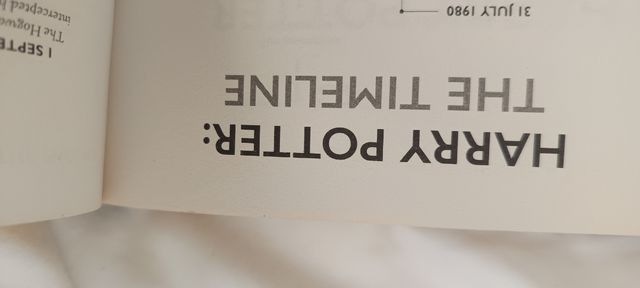 HARRY POTTER:
THE TIMELINE
31 JULY 1980
1 SEPTE
The Hogwa
intercepted b